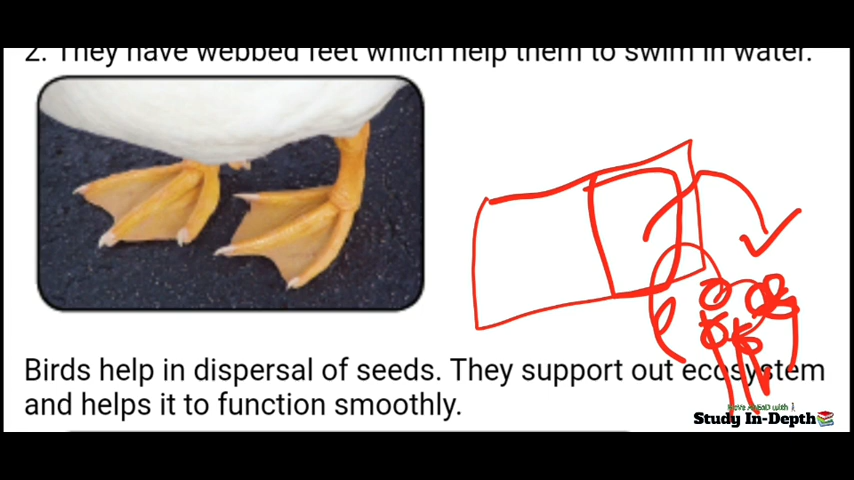 2. They have webbed feet which help them to swim in water.
Birds help in dispersal of seeds. They support out ecosystem
and helps it to function smoothly.
Study In-Depth